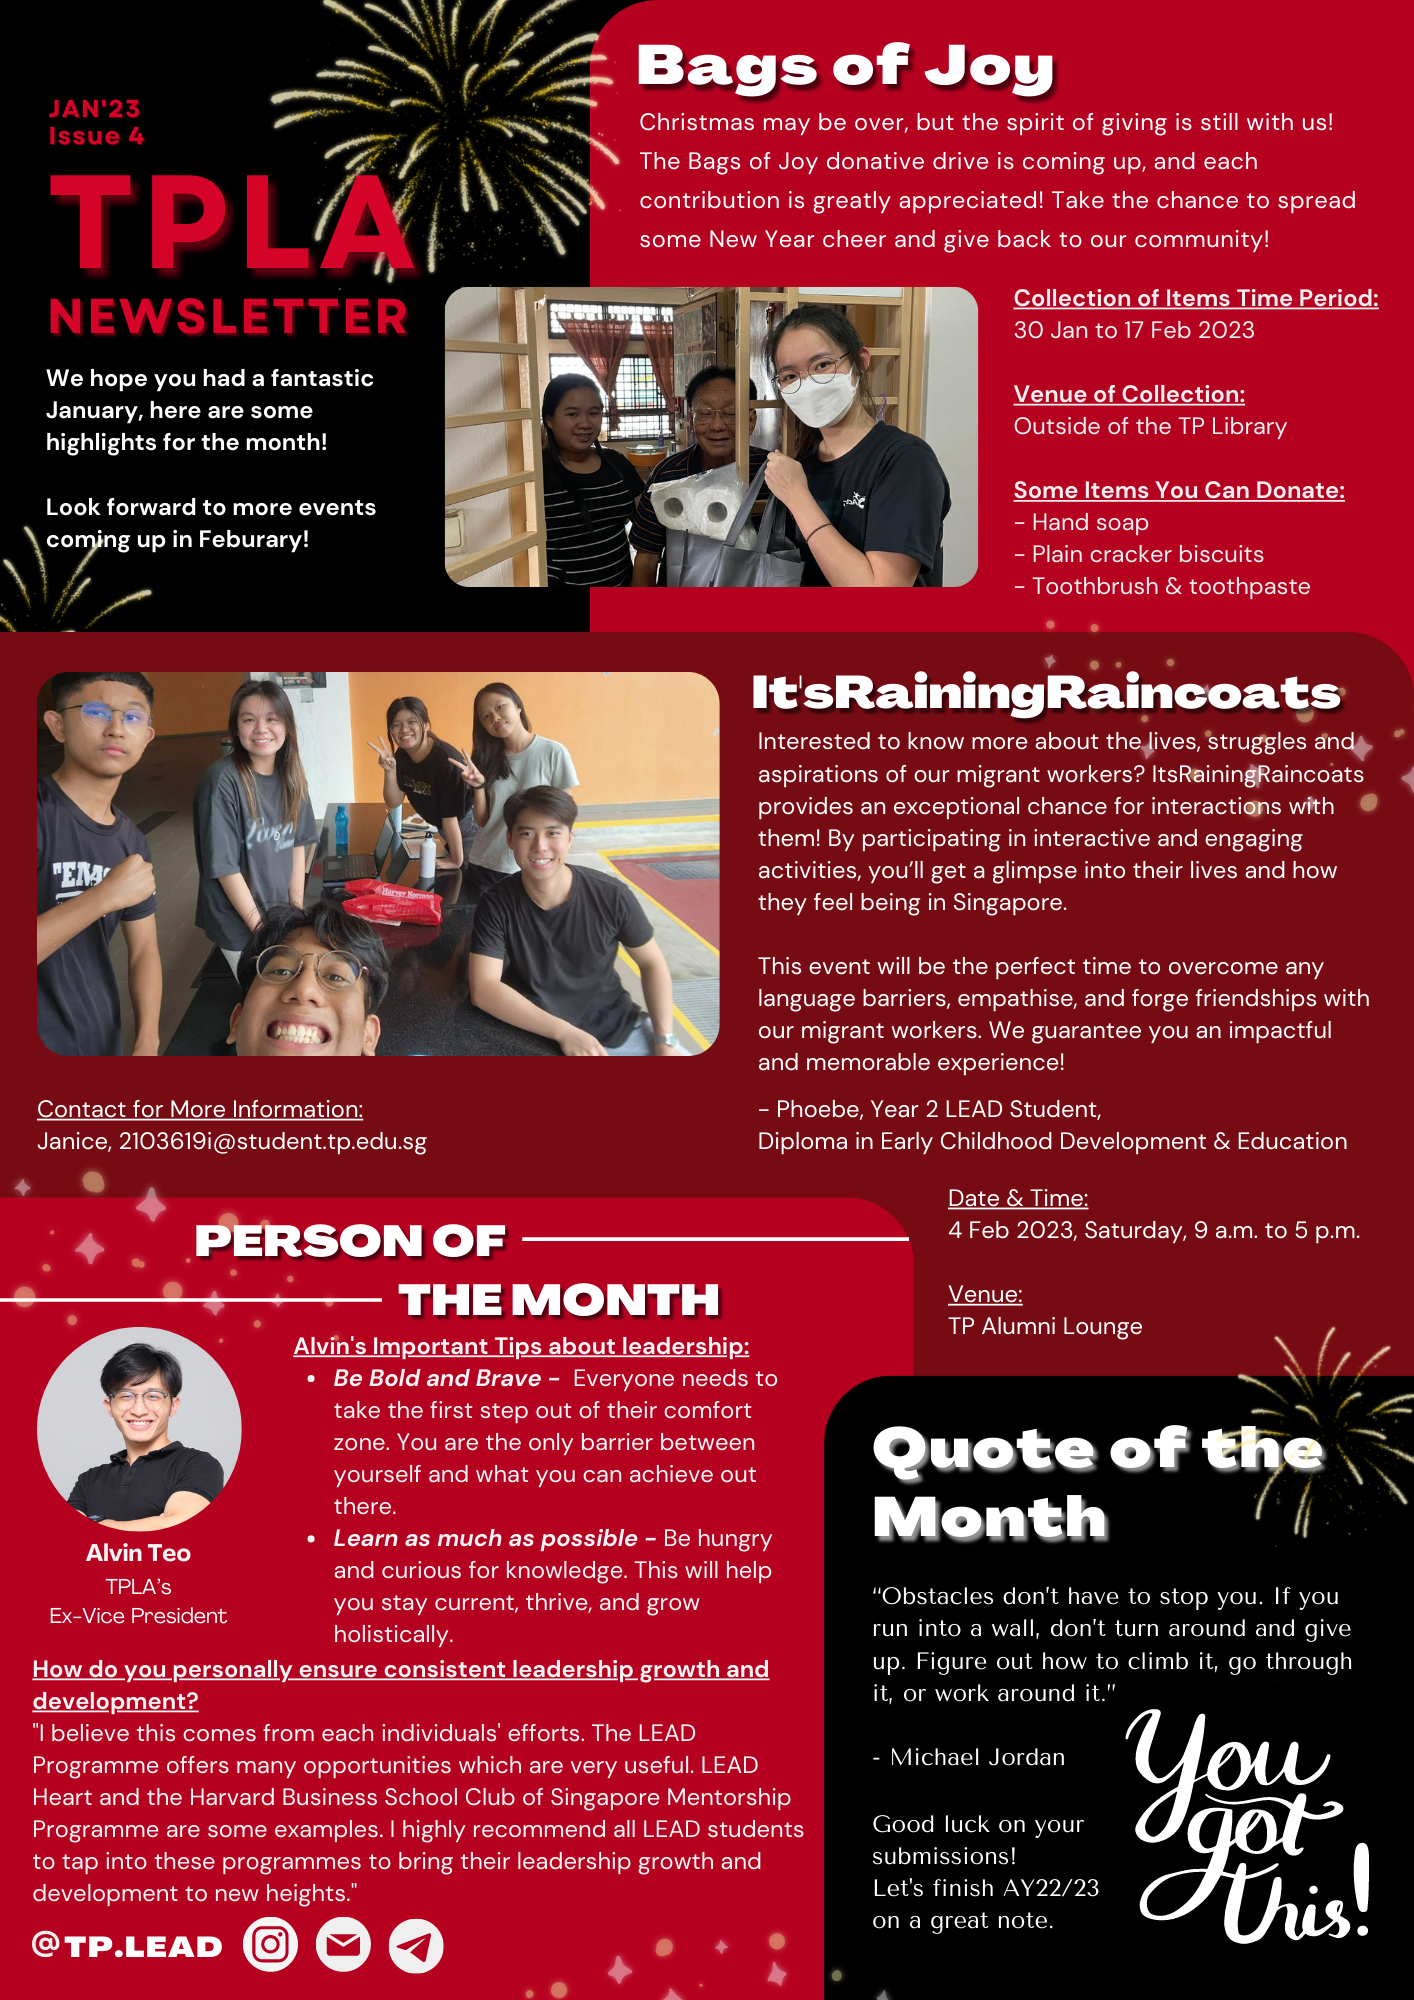 JAN'23
Issue 4
TPLA
NEWSLETTER
We hope you had a fantastic
January, here are some
highlights for the month!
Look forward to more events
coming up in Feburary!
Bags of Joy
Christmas may be over, but the spirit of giving is still with us!
The Bags of Joy donative drive is coming up, and each
contribution is greatly appreciated! Take the chance to spread
some New Year cheer and give back to our community!
Collection of Items Time Period:
30 Jan to 17 Feb 2023
Venue of Collection:
Outside of the TP Library
Some Items You Can Donate:
- Hand soap
- Plain cracker biscuits
- Toothbrush & toothpaste
Harvey Norman
It'sRainingRaincoats
Interested to know more about the lives, struggles and
aspirations of our migrant workers? ItsRainingRaincoats
provides an exceptional chance for interactions with
them! By participating in interactive and engaging
activities, you’ll get a glimpse into their lives and how
they feel being in Singapore.
This event will be the perfect time to overcome any
language barriers, empathise, and forge friendships with
our migrant workers. We guarantee you an impactful
and memorable experience!
- Phoebe, Year 2 LEAD Student,
Diploma in Early Childhood Development & Education
Contact for More Information:
Janice, 2103619i@student.tp.edu.sg
Date & Time:
4 Feb 2023, Saturday, 9 a.m. to 5 p.m.
Venue:
TP Alumni Lounge
PERSON OF
THE MONTH
Alvin Teo
TPLA’s
Ex-Vice President
Alvin's Important Tips about leadership:
• Be Bold and Brave - Everyone needs to
take the first step out of their comfort
zone. You are the only barrier between
yourself and what you can achieve out
there.
• Learn as much as possible - Be hungry
and curious for knowledge. This will help
you stay current, thrive, and grow
holistically.
How do you personally ensure consistent leadership growth and
development?
"I believe this comes from each individuals' efforts. The LEAD
Programme offers many opportunities which are very useful. LEAD
Heart and the Harvard Business School Club of Singapore Mentorship
Programme are some examples. I highly recommend all LEAD students
to tap into these programmes to bring their leadership growth and
development to new heights."
@TP.LEAD
Quote of the
Month
“Obstacles don’t have to stop you. If you
run into a wall, don’t turn around and give
up. Figure out how to climb it, go through
it, or work around it.”
- Michael Jordan
Good luck on your
submissions!
Let's finish AY22/23
on a great note.
You
got
this!